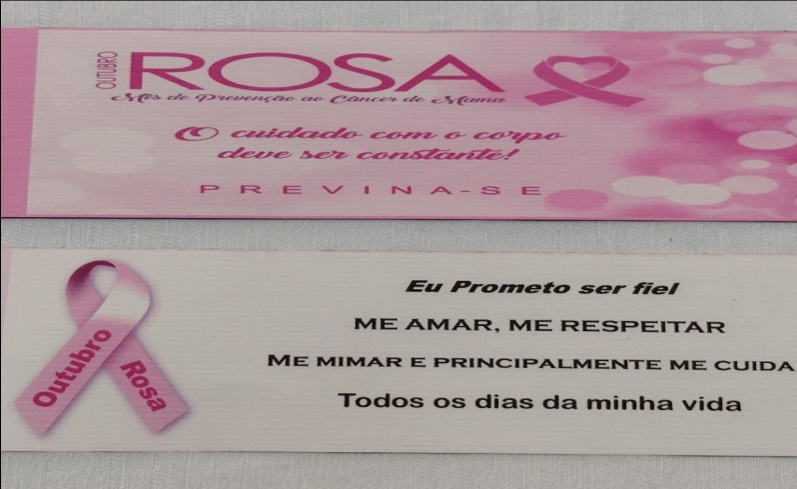 OUTUBRO
ROSA
Mês de Prevenção ao Câncer de Mama
O cuidado com o corpo
deve ser constante!
PREVINA-SE
Outubro
Rosa
Eu Prometo ser fiel
ME AMAR, ME RESPEITAR
ME MIMAR E PRINCIPALMENTE ME CUIDA
Todos os dias da minha vida